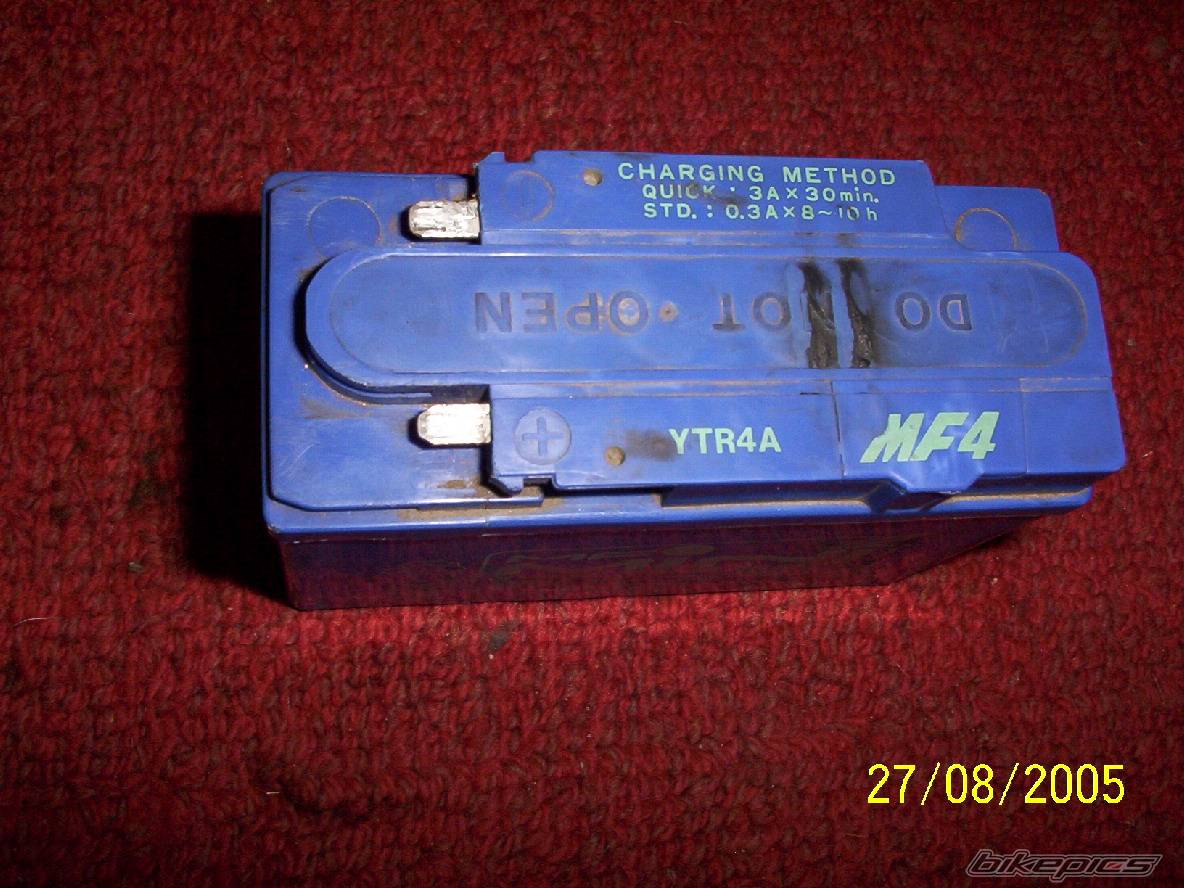 CHARGING METHOD
QUICK : 3A×30min.
STD. : 0.3A×8~10h
DO NOT OPEN
+ YTR4A MF4
27/08/2005
bikepics